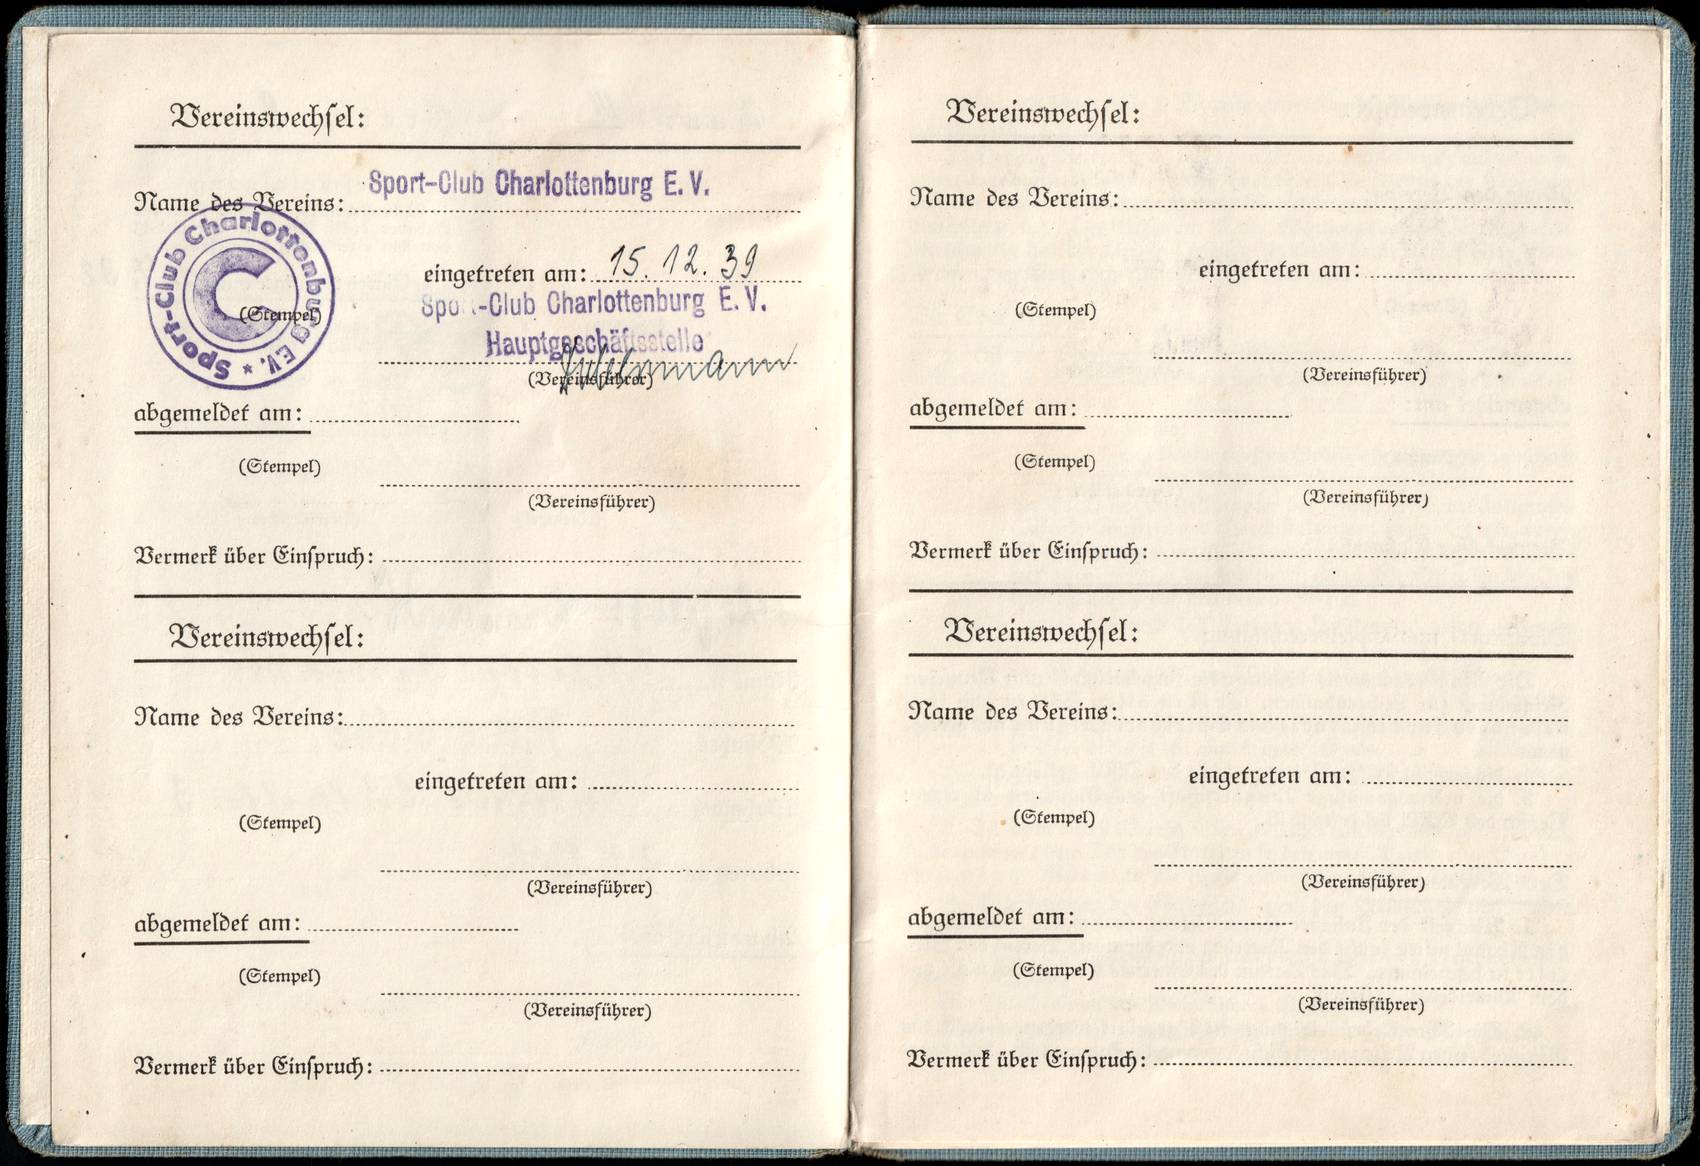 Vereinswechsel:
Name des Vereins: Sport-Club Charlottenburg E. V.
Sport-Club Charlottenburg E.V. *
C
eingetreten am: 15. 12. 39
(Stempel)
Sport-Club Charlottenburg E. V.
Hauptgeschäftsstelle
(Vereinsführer)
abgemeldet am:
(Stempel)
(Vereinsführer)
Vermerk über Einspruch:
Vereinswechsel:
Name des Vereins:
eingetreten am:
(Stempel)
(Vereinsführer)
abgemeldet am:
(Stempel)
(Vereinsführer)
Vermerk über Einspruch:
Vereinswechsel:
Name des Vereins:
eingetreten am:
(Stempel)
(Vereinsführer)
abgemeldet am:
(Stempel)
(Vereinsführer)
Vermerk über Einspruch:
Vereinswechsel:
Name des Vereins:
eingetreten am:
(Stempel)
(Vereinsführer)
abgemeldet am:
(Stempel)
(Vereinsführer)
Vermerk über Einspruch: